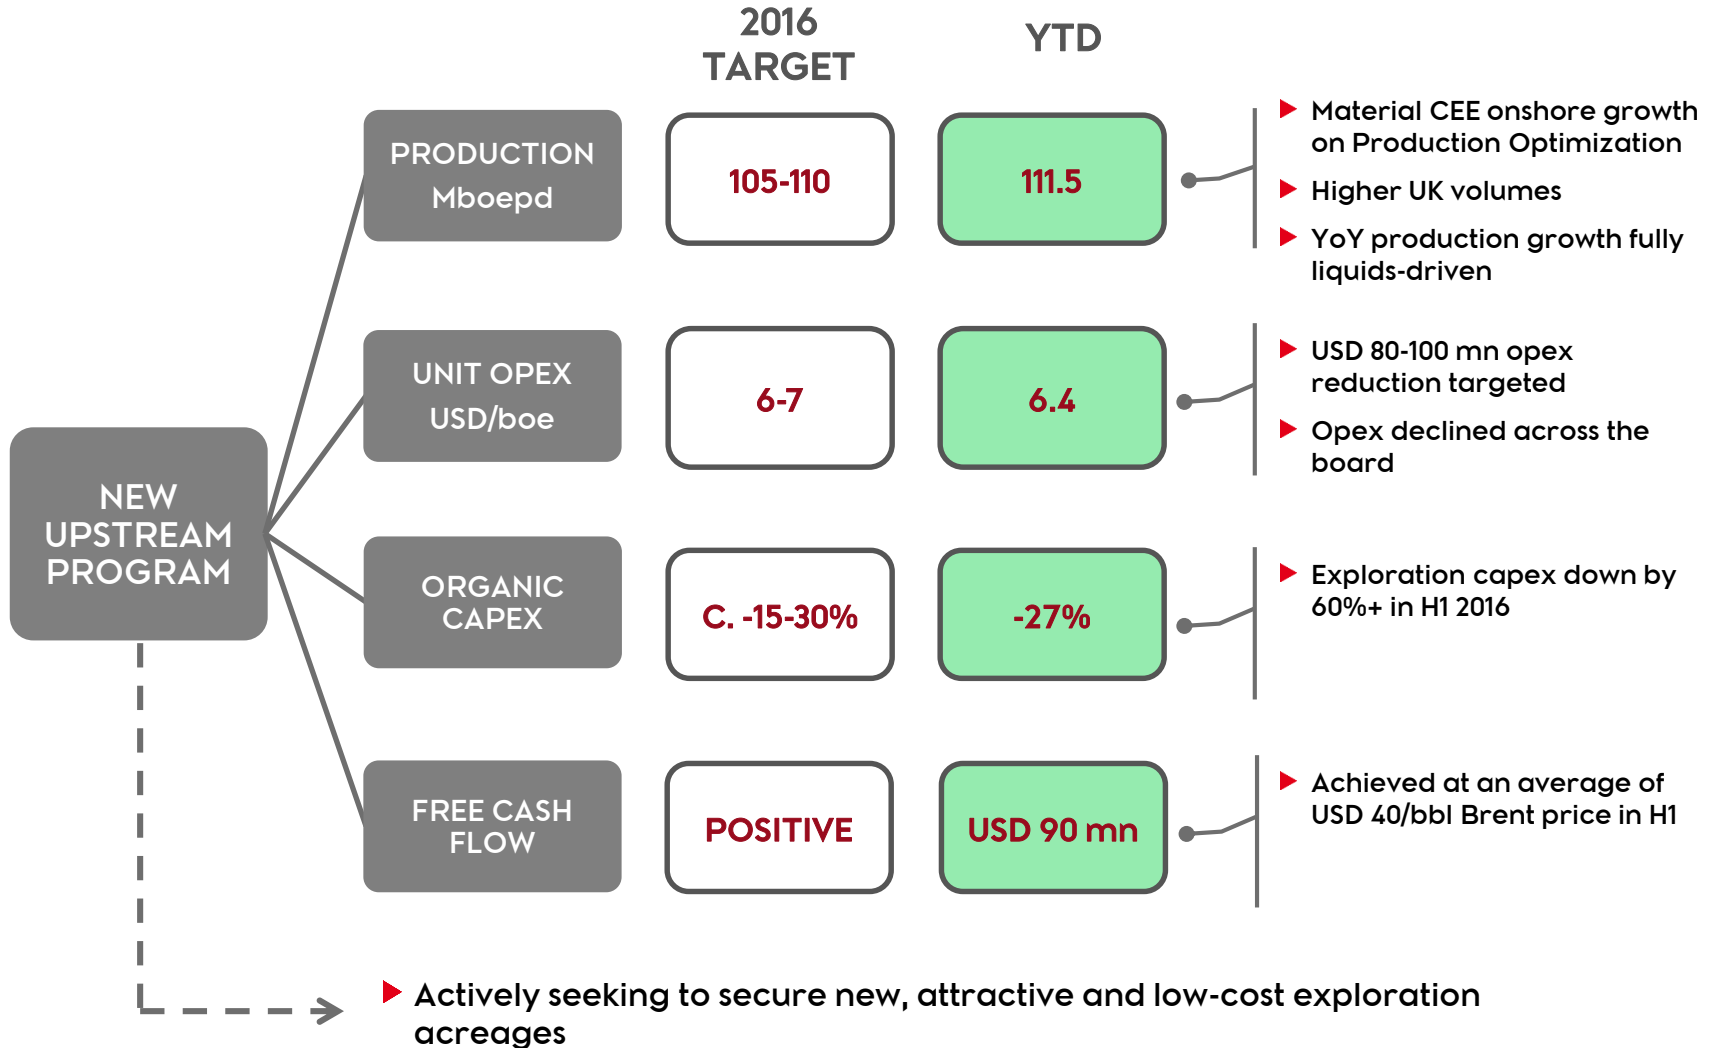 2016
TARGET
YTD
PRODUCTION
Mboepd
105-110
111.5
Material CEE onshore growth
on Production Optimization
Higher UK volumes
YoY production growth fully
liquids-driven
UNIT OPEX
USD/boe
6-7
6.4
USD 80-100 mn opex
reduction targeted
Opex declined across the
board
NEW
UPSTREAM
PROGRAM
ORGANIC
CAPEX
C. -15-30%
-27%
Exploration capex down by
60%+ in H1 2016
FREE CASH
FLOW
POSITIVE
USD 90 mn
Achieved at an average of
USD 40/bbl Brent price in H1
Actively seeking to secure new, attractive and low-cost exploration
acreages